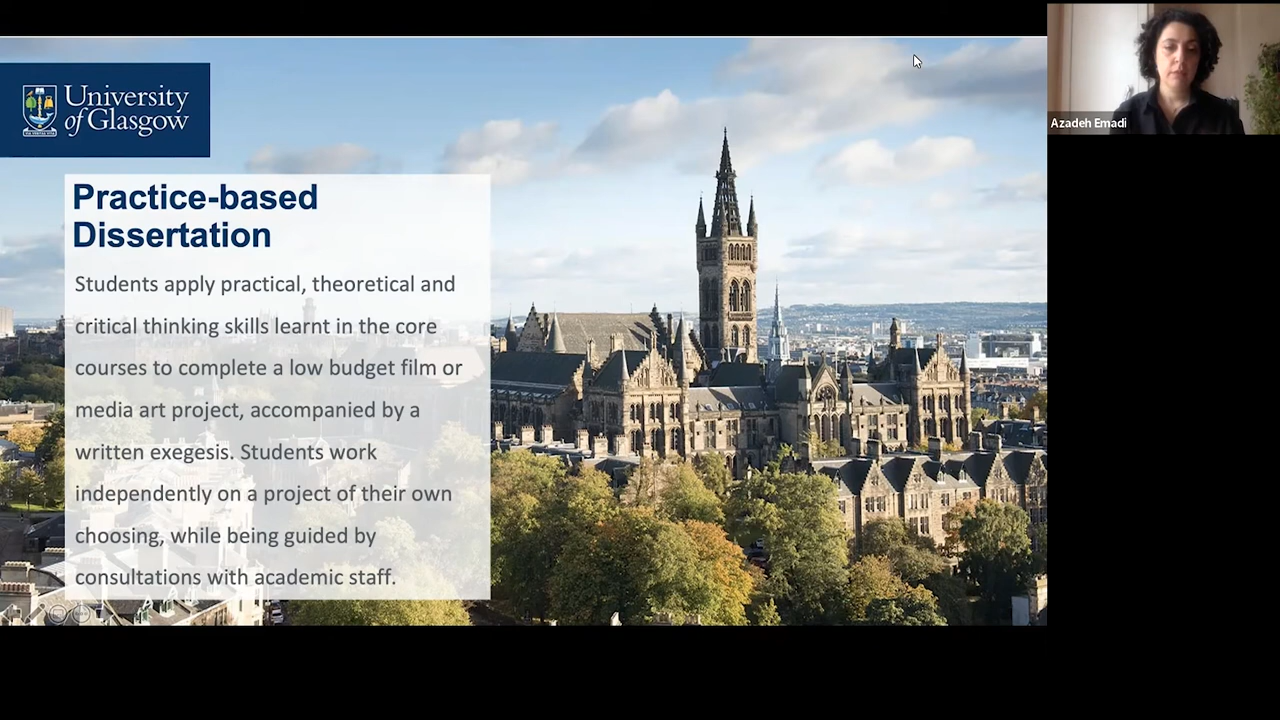 University
of Glasgow
Practice-based
Dissertation
Students apply practical, theoretical and
critical thinking skills learnt in the core
courses to complete a low budget film or
media art project, accompanied by a
written exegesis. Students work
independently on a project of their own
choosing, while being guided by
consultations with academic staff.
Azadeh Emadi